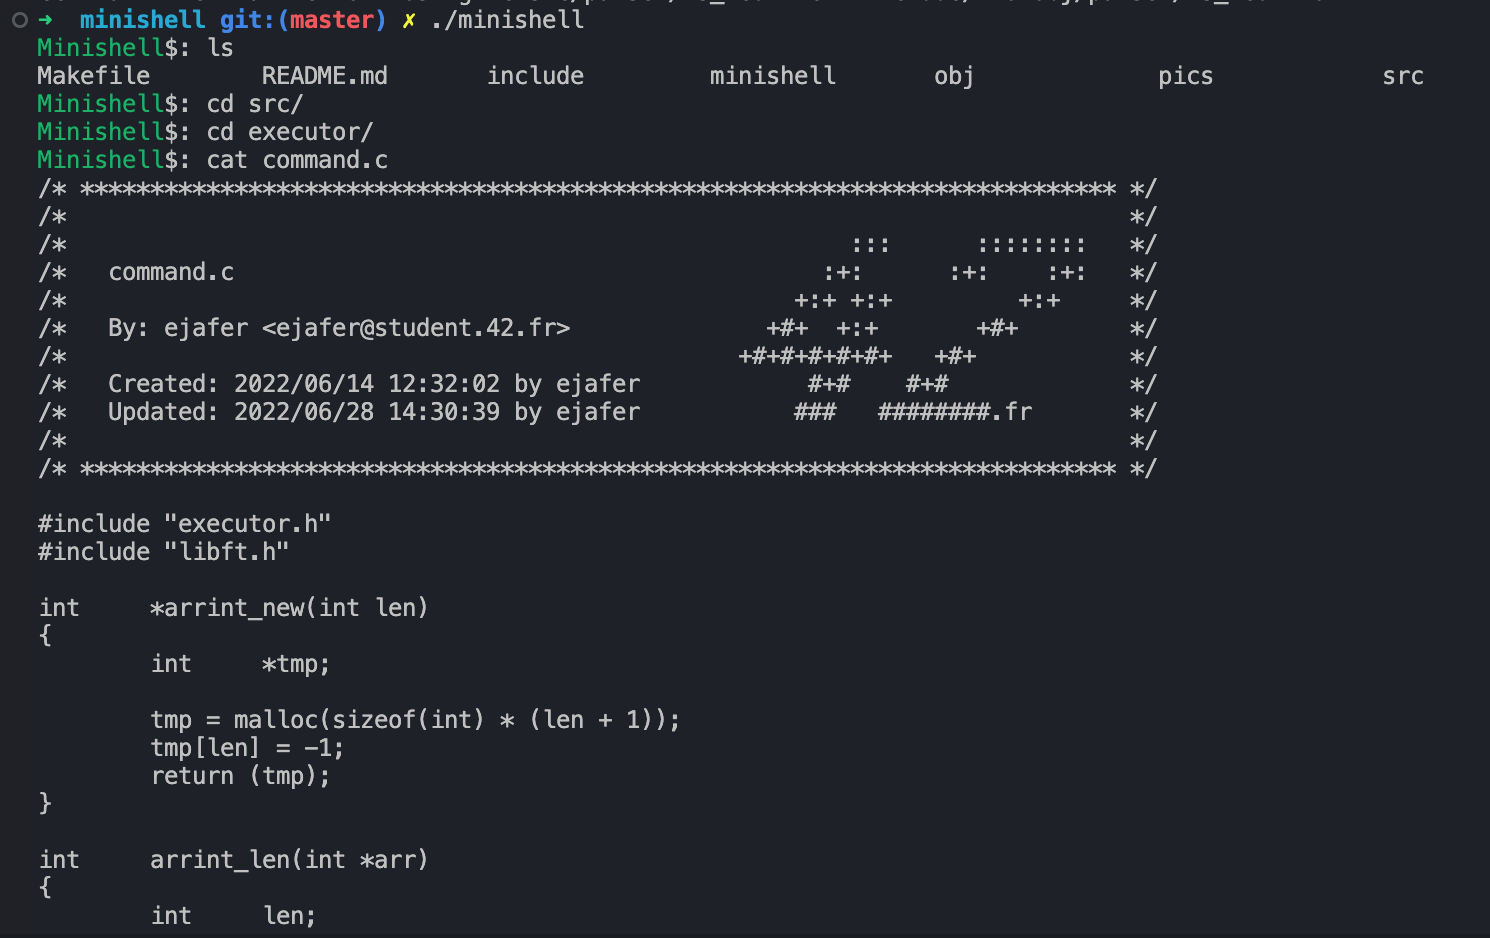 ➜  minishell git:(master) ✗ ./minishell
Minishell$: ls
Makefile        README.md       include         minishell       obj             pics            src
Minishell$: cd src/
Minishell$: cd executor/
Minishell$: cat command.c
/* ************************************************************************** */
/*                                                                            */
/*                                                        :::      ::::::::   */
/*   command.c                                          :+:      :+:    :+:   */
/*                                                    +:+ +:+         +:+     */
/*   By: ejafer <ejafer@student.42.fr>              +#+  +:+       +#+        */
/*                                                +#+#+#+#+#+   +#+           */
/*   Created: 2022/06/14 12:32:02 by ejafer            #+#    #+#             */
/*   Updated: 2022/06/28 14:30:39 by ejafer           ###   ########.fr       */
/*                                                                            */
/* ************************************************************************** */

#include "executor.h"
#include "libft.h"

int     *arrint_new(int len)
{
        int     *tmp;

        tmp = malloc(sizeof(int) * (len + 1));
        tmp[len] = -1;
        return (tmp);
}

int     arrint_len(int *arr)
{
        int     len;